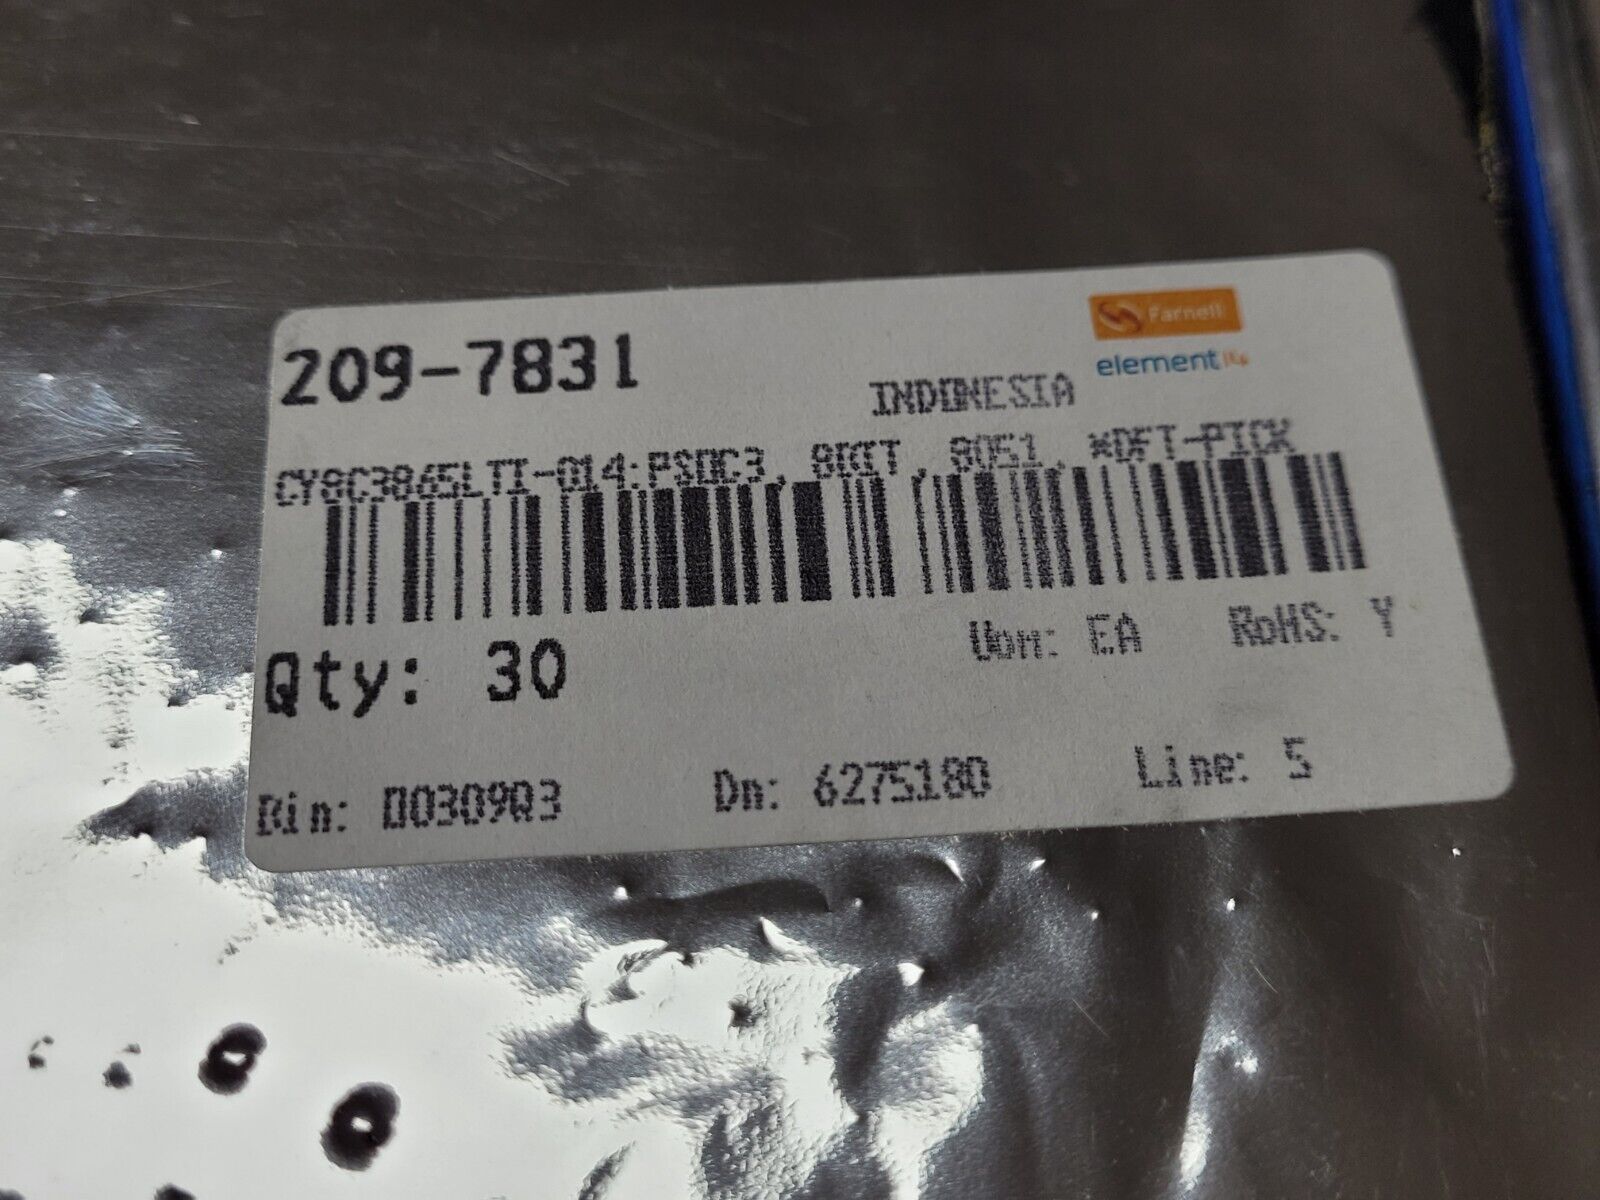 209-7831
Farnell
element14
INDONESIA
CY8C3865LTI-014:PSOC3, 8BIT, 8051, *DFT-PICK
Qty: 30
Uom: EA
RoHS: Y
Bin: D0309R3
Dn: 6275180
Line: 5